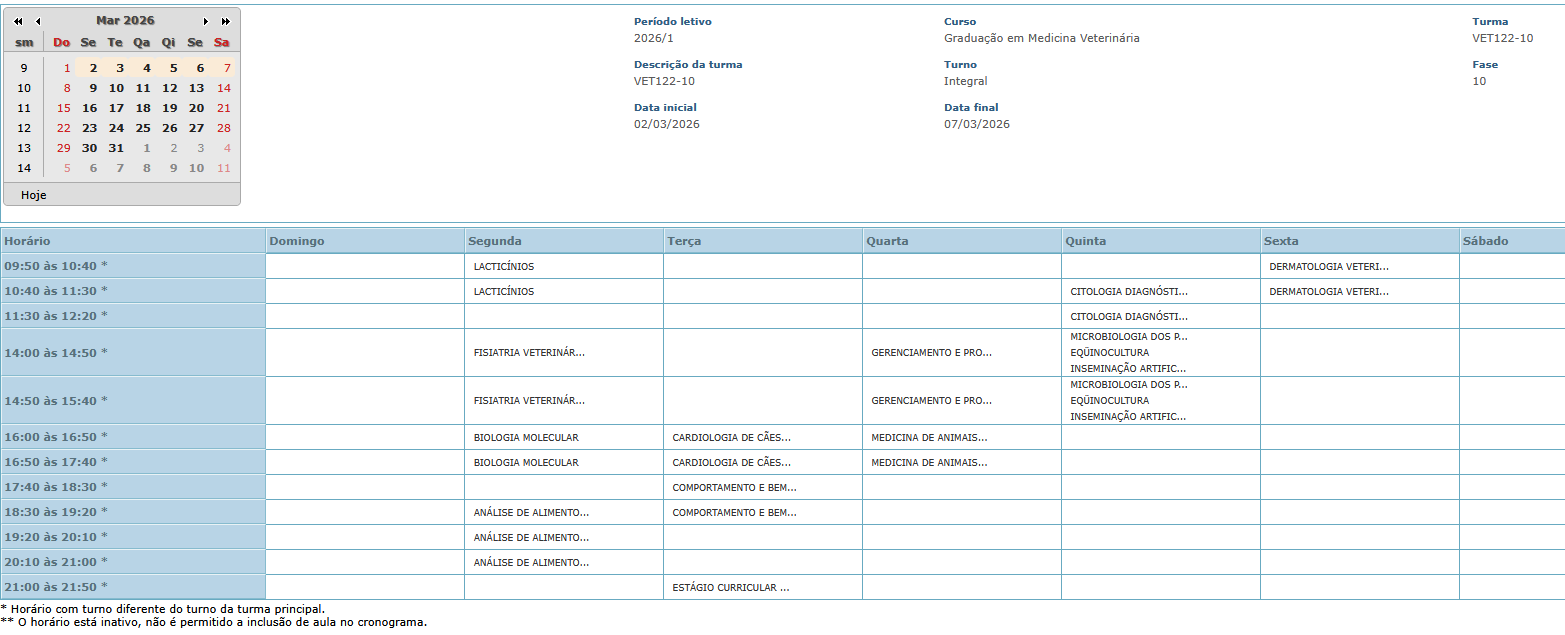 Mar 2026
sm Do Se Te Qa Qi Se Sa
9 1 2 3 4 5 6 7
10 8 9 10 11 12 13 14
11 15 16 17 18 19 20 21
12 22 23 24 25 26 27 28
13 29 30 31 1 2 3 4
14 5 6 7 8 9 10 11
Hoje
Período letivo Curso Turma
2026/1 Graduação em Medicina Veterinária VET122-10
Descrição da turma Turno Fase
VET122-10 Integral 10
Data inicial Data final
02/03/2026 07/03/2026
Horário Domingo Segunda Terça Quarta Quinta Sexta Sábado
09:50 às 10:40 * LACTICÍNIOS DERMATOLOGIA VETERI...
10:40 às 11:30 * LACTICÍNIOS CITOLOGIA DIAGNÓSTI... DERMATOLOGIA VETERI...
11:30 às 12:20 * CITOLOGIA DIAGNÓSTI...
MICROBIOLOGIA DOS P...
14:00 às 14:50 * FISIATRIA VETERINÁR... GERENCIAMENTO E PRO... EQÜINOCULTURA
INSEMINAÇÃO ARTIFIC...
MICROBIOLOGIA DOS P...
14:50 às 15:40 * FISIATRIA VETERINÁR... GERENCIAMENTO E PRO... EQÜINOCULTURA
INSEMINAÇÃO ARTIFIC...
16:00 às 16:50 * BIOLOGIA MOLECULAR CARDIOLOGIA DE CÃES... MEDICINA DE ANIMAIS...
16:50 às 17:40 * BIOLOGIA MOLECULAR CARDIOLOGIA DE CÃES... MEDICINA DE ANIMAIS...
17:40 às 18:30 * COMPORTAMENTO E BEM...
18:30 às 19:20 * ANÁLISE DE ALIMENTO... COMPORTAMENTO E BEM...
19:20 às 20:10 * ANÁLISE DE ALIMENTO...
20:10 às 21:00 * ANÁLISE DE ALIMENTO...
21:00 às 21:50 * ESTÁGIO CURRICULAR ...
* Horário com turno diferente do turno da turma principal.
** O horário está inativo, não é permitido a inclusão de aula no cronograma.